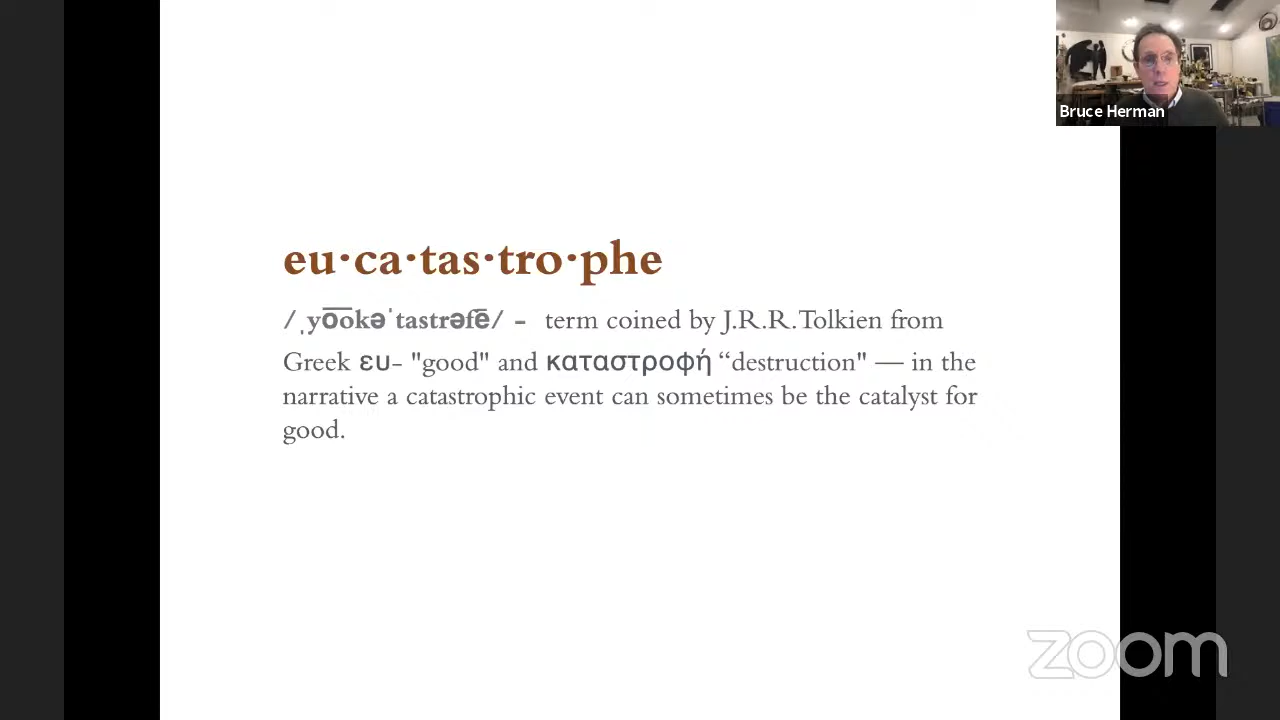 Bruce Herman
eu·ca·tas·tro·phe
/ˌyo͞okəˈtastrəfē/ - term coined by J.R.R.Tolkien from
Greek ευ- "good" and καταστροφή “destruction" — in the
narrative a catastrophic event can sometimes be the catalyst for
good.
zoom